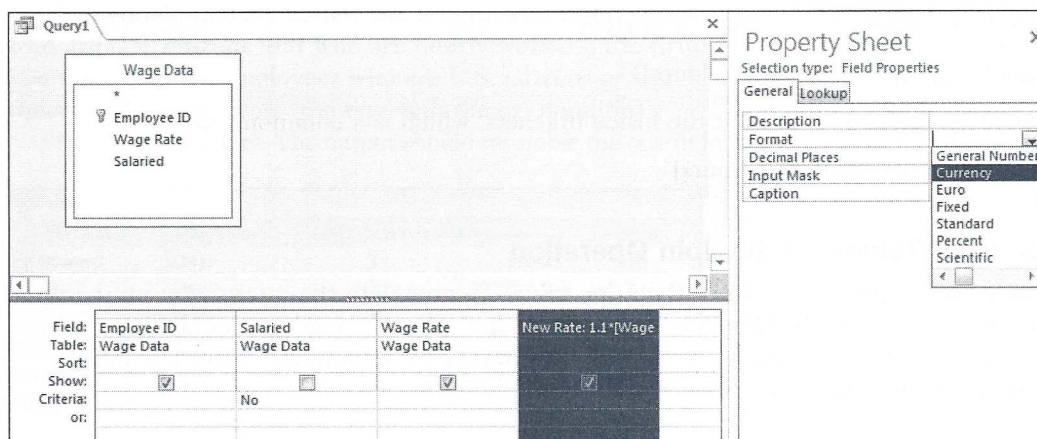 Query1
Wage Data
*
Employee ID
Wage Rate
Salaried
Field: Employee ID Salaried Wage Rate New Rate: 1.1*[Wage
Table: Wage Data Wage Data Wage Data
Sort:
Show:
Criteria: No
or:
Property Sheet
Selection type: Field Properties
General Lookup
Description
Format
Decimal Places
Input Mask
Caption
General Number
Currency
Euro
Fixed
Standard
Percent
Scientific
Join Operation